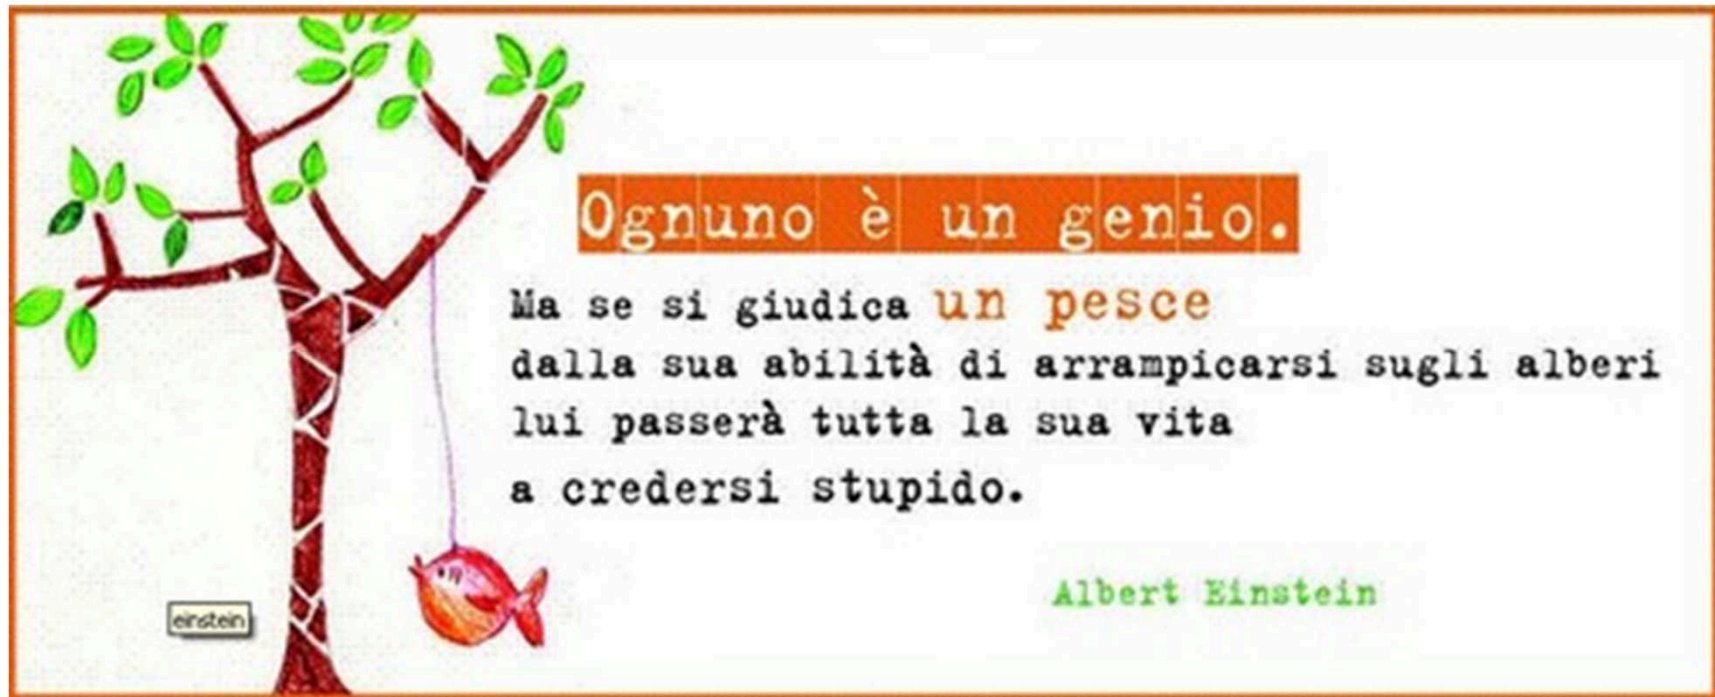 Ognuno è un genio.
Ma se si giudica un pesce
dalla sua abilità di arrampicarsi sugli alberi
lui passerà tutta la sua vita
a credersi stupido.
Albert Einstein
einstein